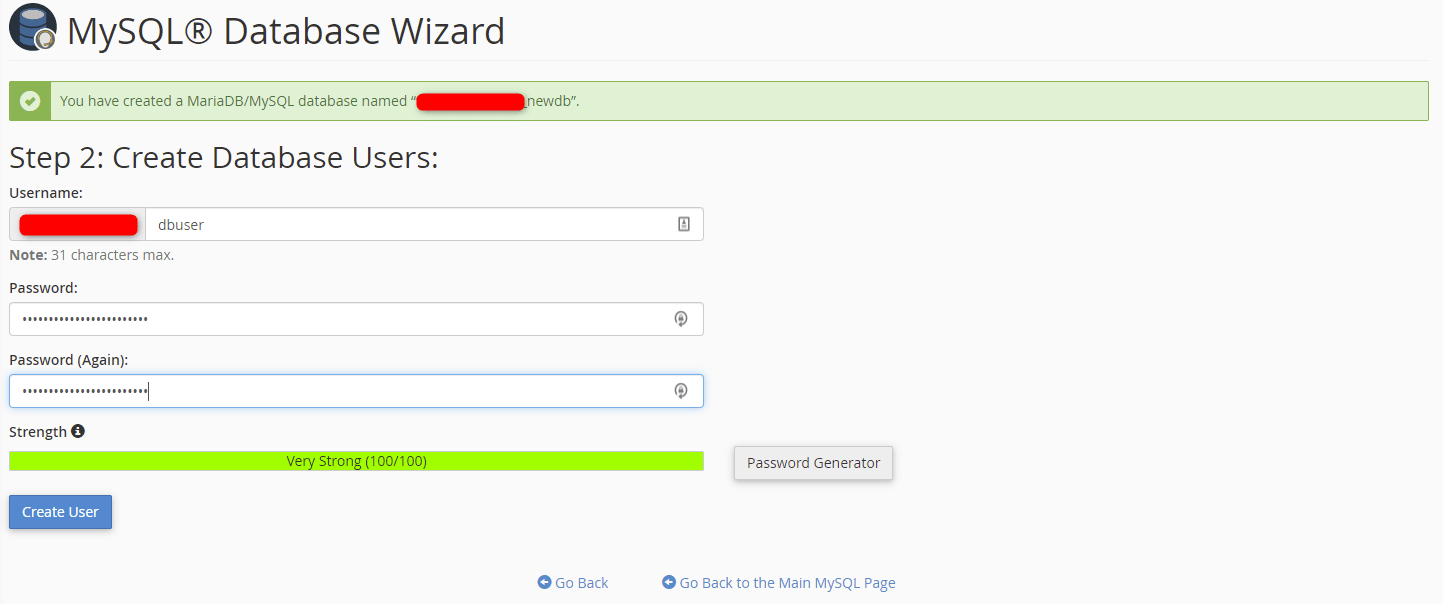 MySQL® Database Wizard
You have created a MariaDB/MySQL database named “_newdb”.
Step 2: Create Database Users:
Username:
dbuser
Note: 31 characters max.
Password:
••••••••••••••••••••••••
Password (Again):
••••••••••••••••••••••••
Strength
Very Strong (100/100)
Password Generator
Create User
Go Back
Go Back to the Main MySQL Page